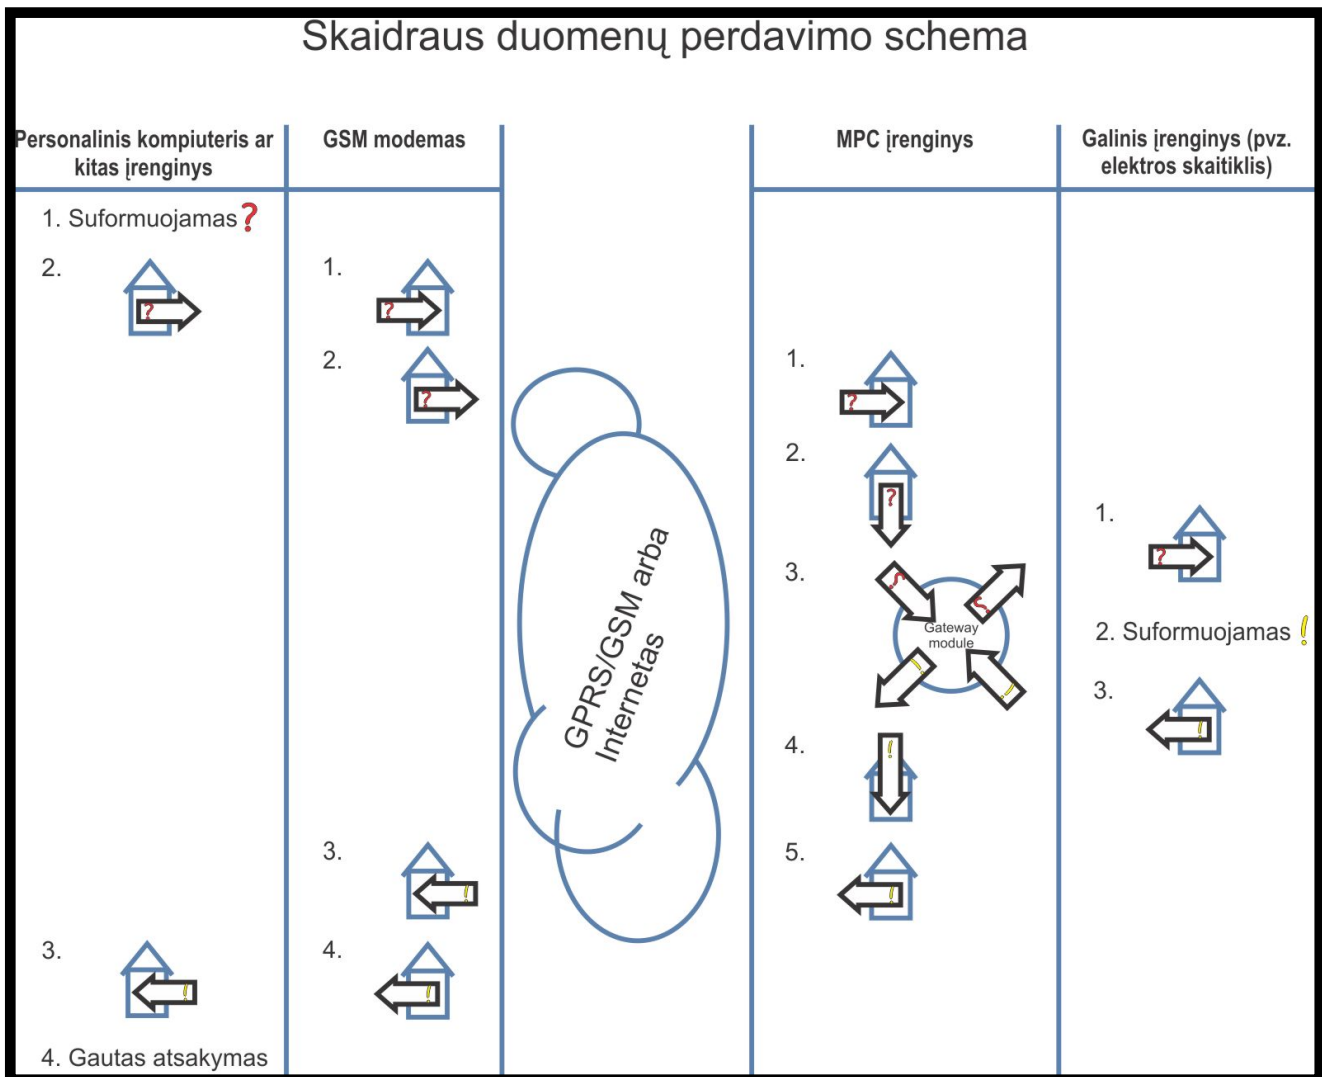 Skaidraus duomenų perdavimo schema
Personalinis kompiuteris ar
kitas įrenginys
1. Suformuojamas ?
2.
?
3.
!
4. Gautas atsakymas
GSM modemas
1.
?
2.
?
3.
!
4.
!
GPRS/GSM arba
Internetas
MPC įrenginys
1.
?
2.
?
3.
?
?
Gateway
module
!
!
4.
!
5.
!
Galinis įrenginys (pvz.
elektros skaitiklis)
1.
?
2. Suformuojamas !
3.
!